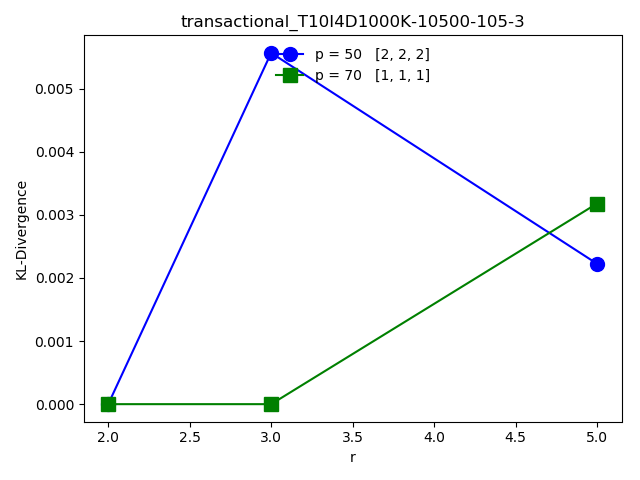 transactional_T10I4D1000K-10500-105-3
p = 50   [2, 2, 2]
p = 70   [1, 1, 1]
KL-Divergence
0.005
0.004
0.003
0.002
0.001
0.000
2.0 2.5 3.0 3.5 4.0 4.5 5.0
r